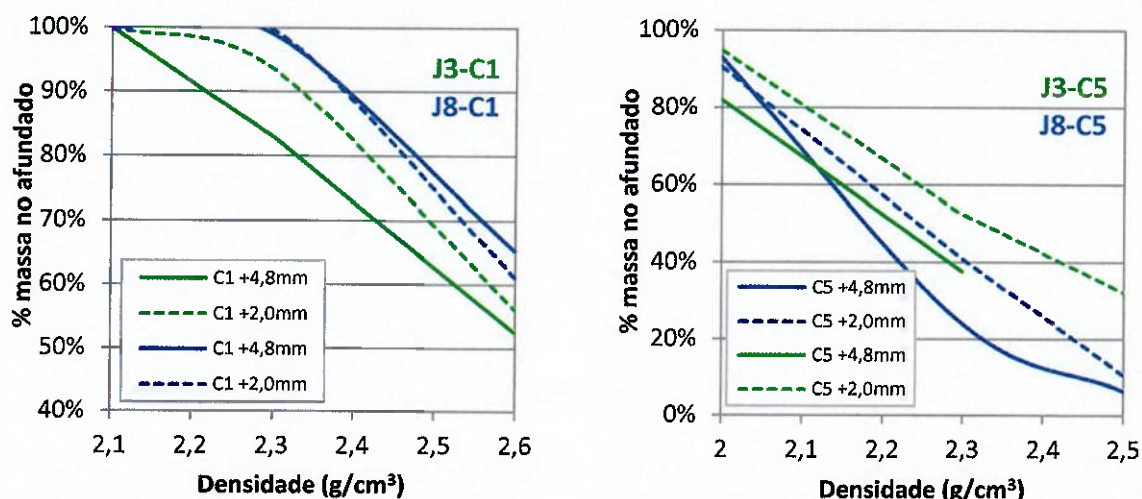 % massa no afundado
100%
90%
80%
70%
60%
50%
40%
J3-C1
J8-C1
C1 +4,8mm
C1 +2,0mm
C1 +4,8mm
C1 +2,0mm
2,1 2,2 2,3 2,4 2,5 2,6
Densidade (g/cm³)
% massa no afundado
100%
80%
60%
40%
20%
0%
J3-C5
J8-C5
C5 +4,8mm
C5 +2,0mm
C5 +4,8mm
C5 +2,0mm
2 2,1 2,2 2,3 2,4 2,5
Densidade (g/cm³)